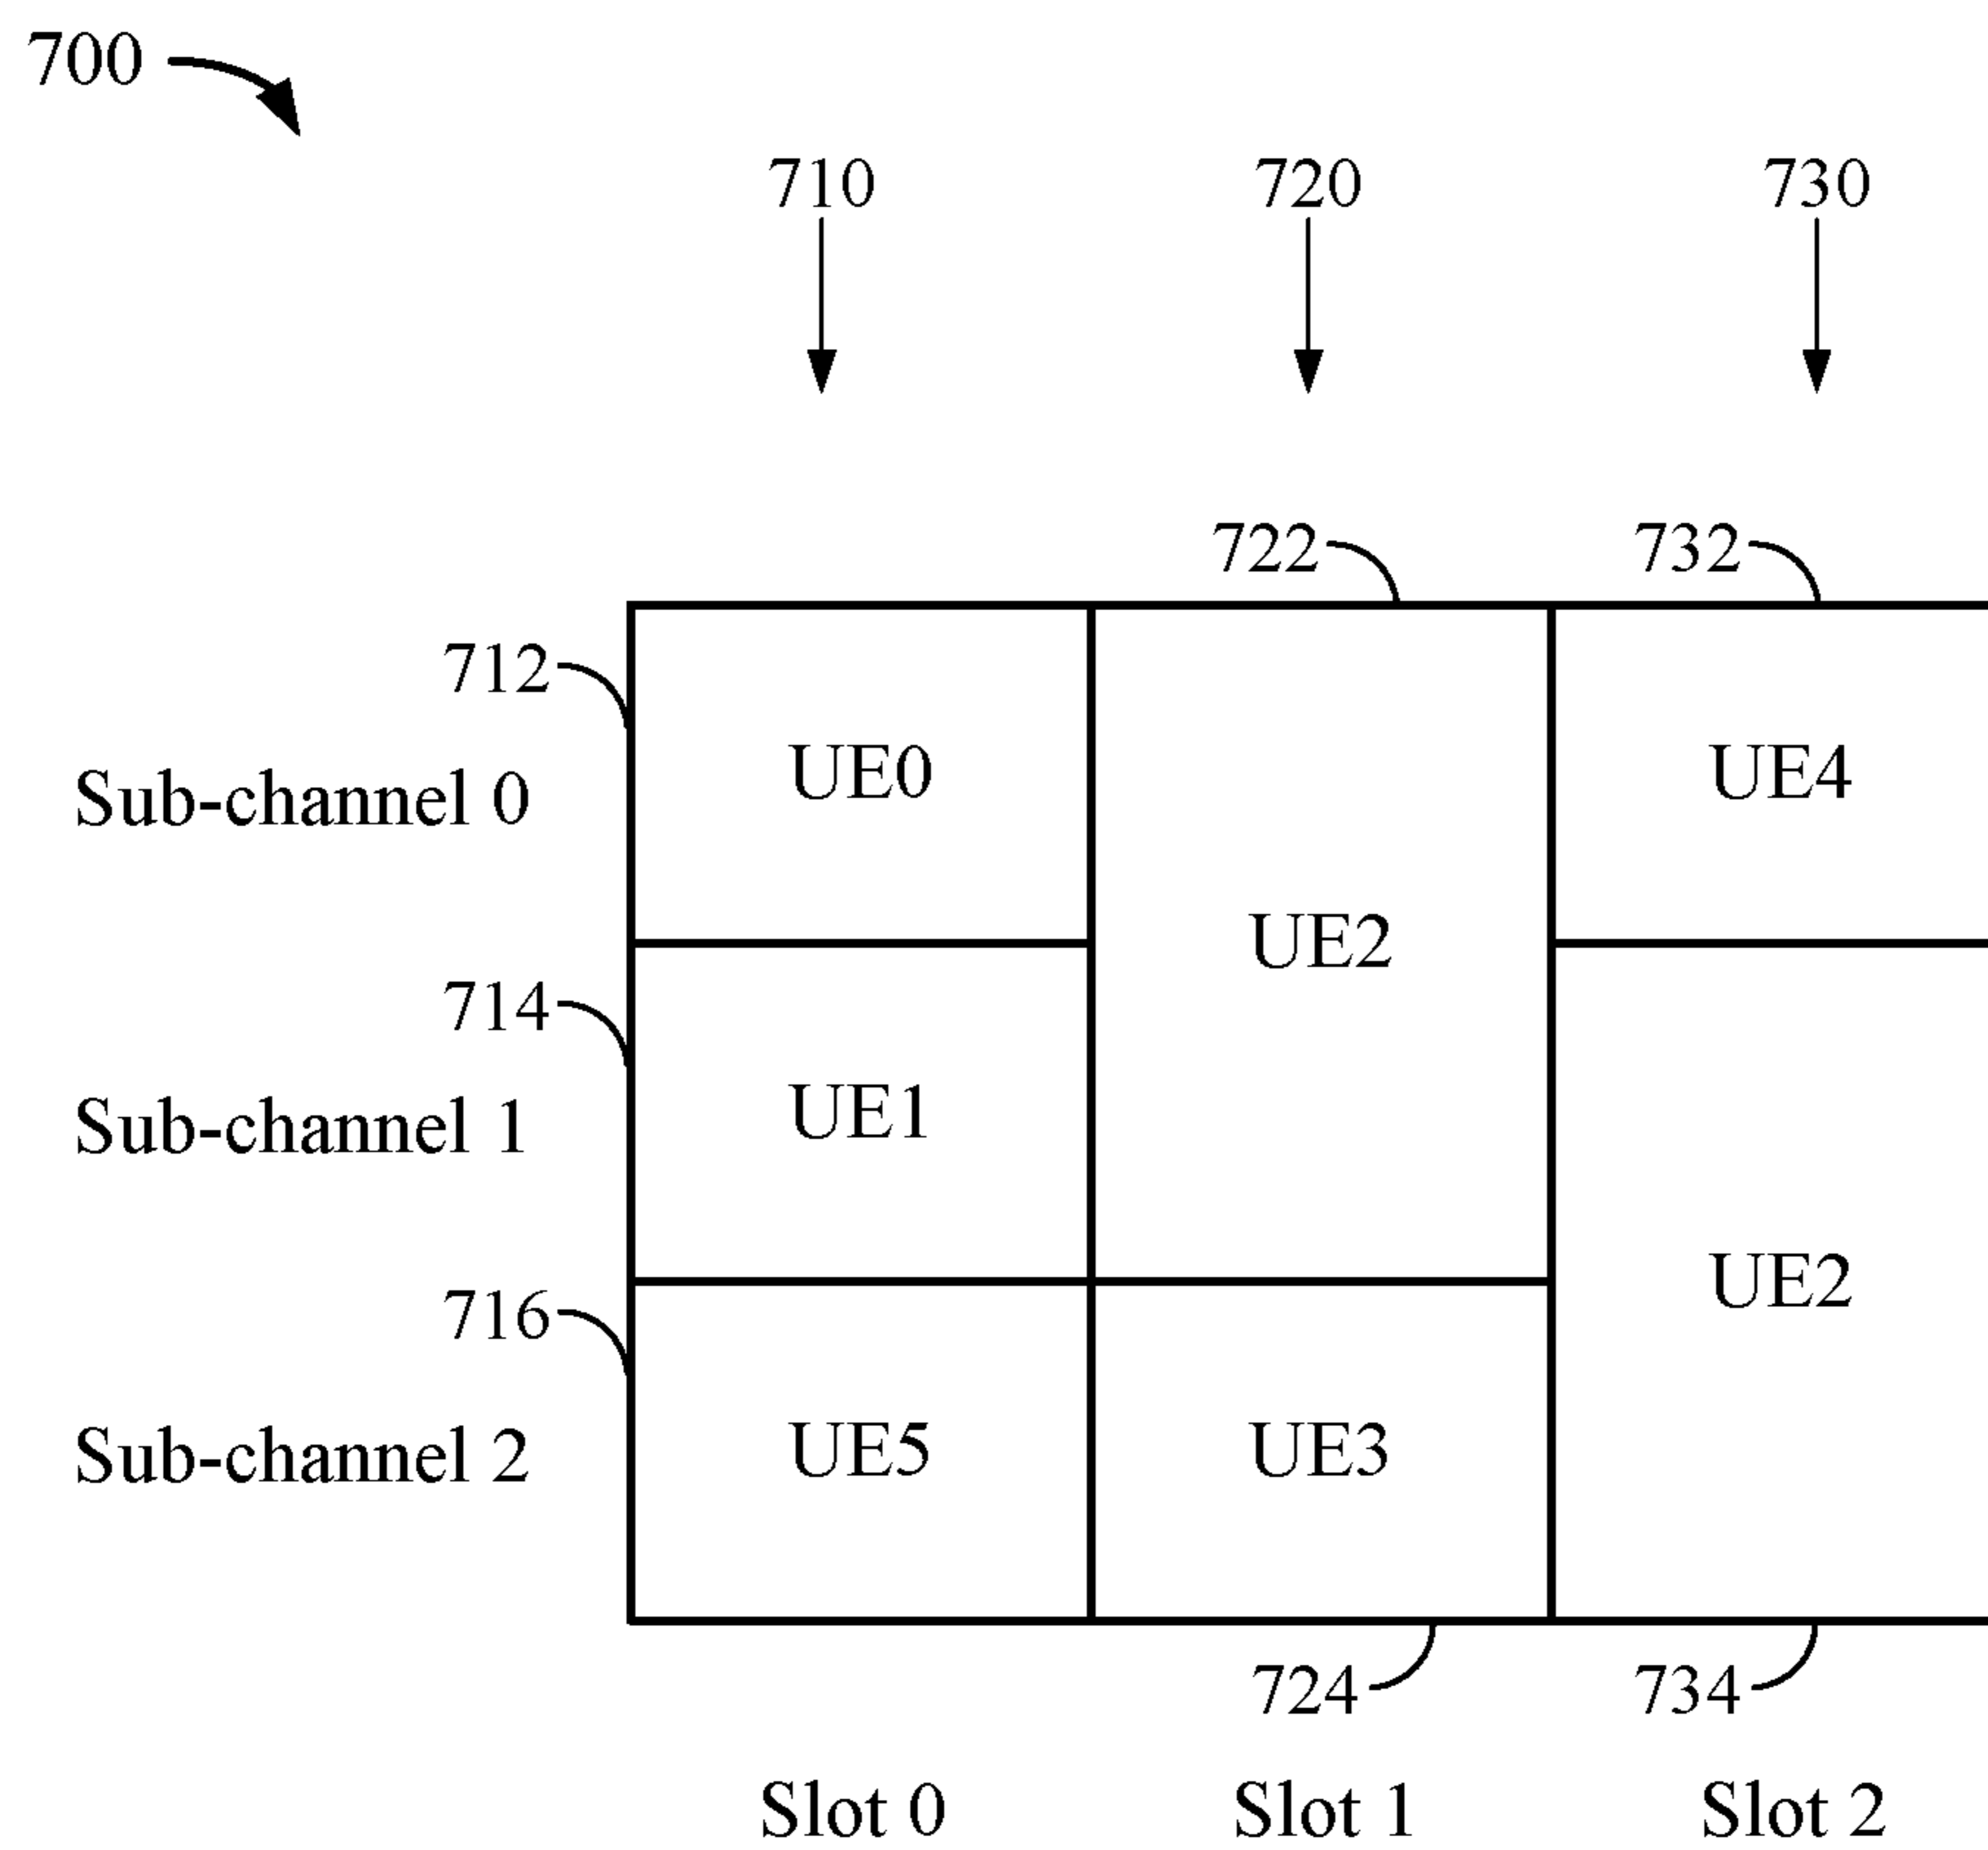 700
710 720 730
722 732
712
UE0 UE4
Sub-channel 0
UE2
714
UE1
Sub-channel 1
UE2
716
UE5 UE3
Sub-channel 2
724 734
Slot 0 Slot 1 Slot 2